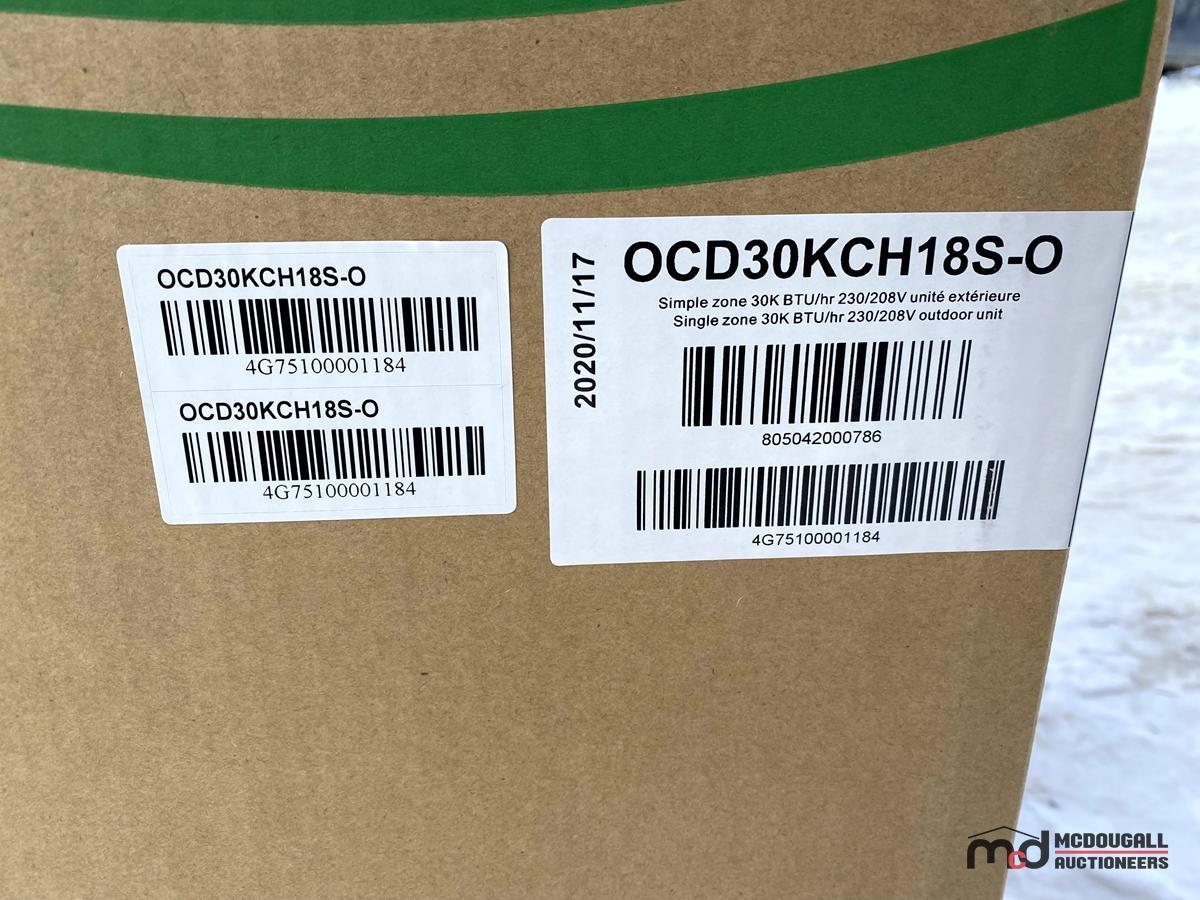 OCD30KCH18S-O
4G75100001184
OCD30KCH18S-O
4G75100001184
2020/11/17
OCD30KCH18S-O
Simple zone 30K BTU/hr 230/208V unité extérieure
Single zone 30K BTU/hr 230/208V outdoor unit
805042000786
4G75100001184
mcd MCDOUGALL
AUCTIONEERS